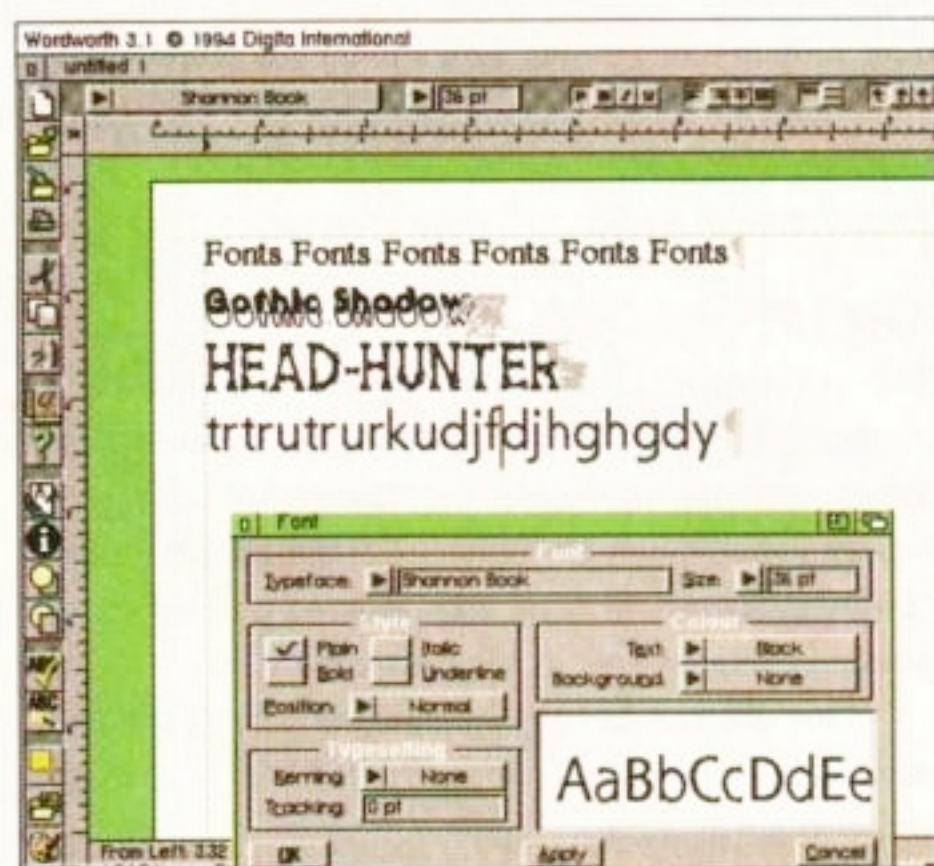 Wordworth 3.1 © 1994 Digita International
untitled 1
Shannon Book 36 pt
Fonts Fonts Fonts Fonts Fonts Fonts
Gothic Shadow
HEAD-HUNTER
trtrutrurkudjfdjhghgdy
Font
Font
Typeface Shannon Book Size 36 pt
Style
Plain Italic
Bold Underline
Position Normal
Colour
Text Black
Background None
Typesetting
Kerning None
Tracking 0 pt
AaBbCcDdEe
ABC
ABC
From Left 3.32
OK Apply Cancel